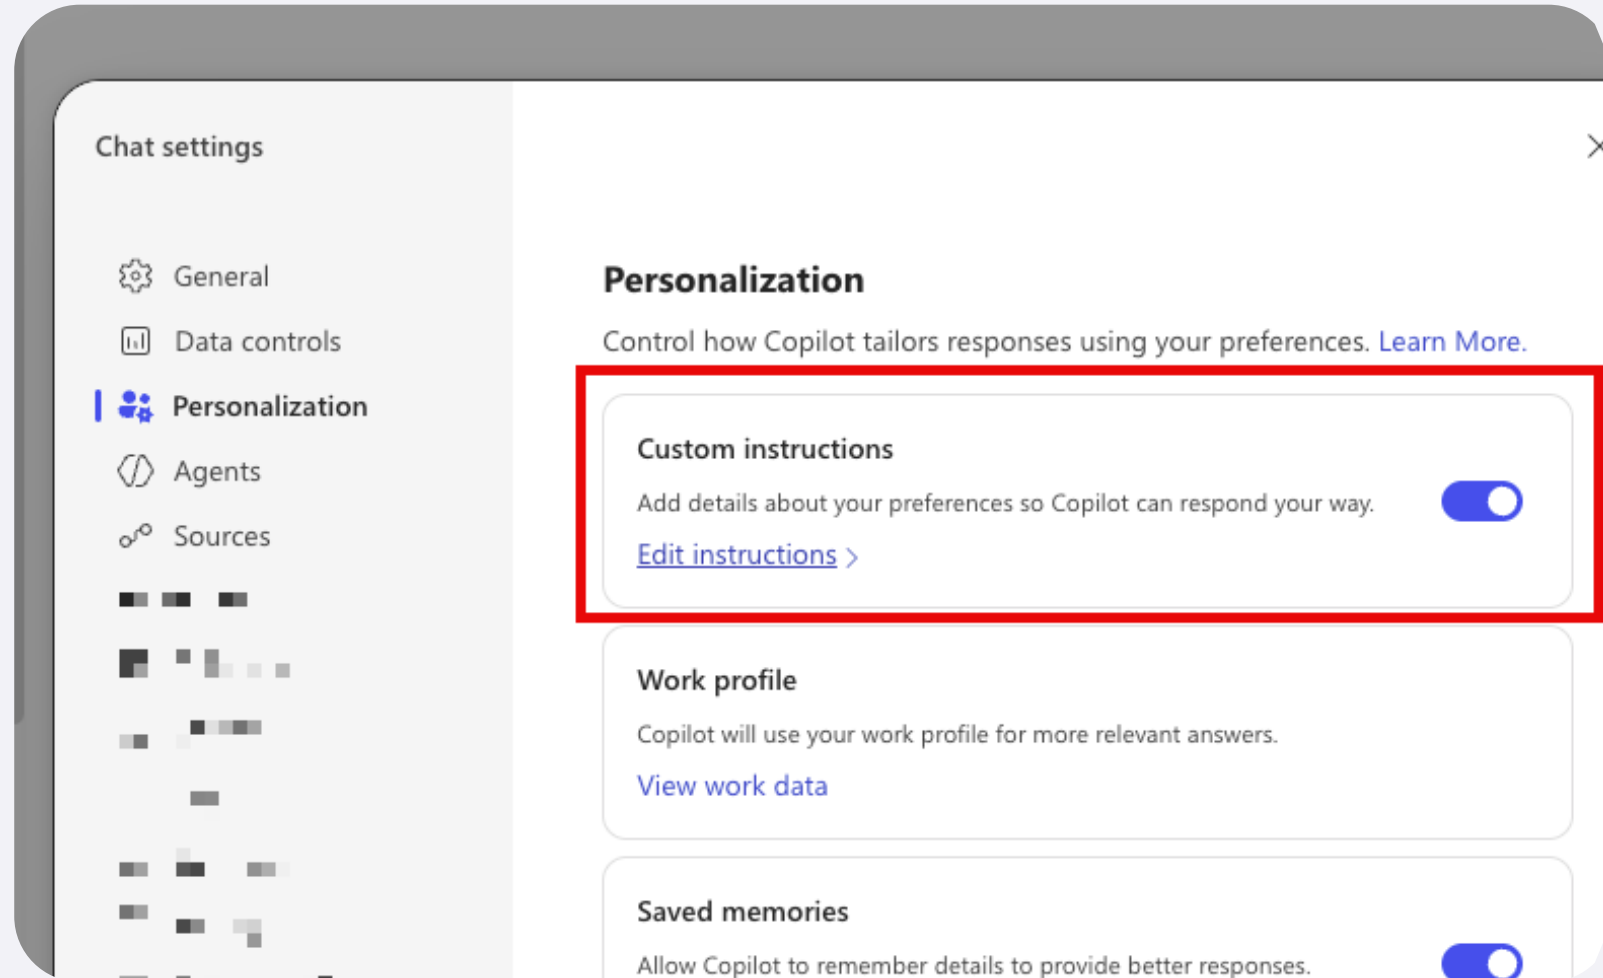 Chat settings
General
Data controls
Personalization
Agents
Sources
Personalization
Control how Copilot tailors responses using your preferences. Learn More.
Custom instructions
Add details about your preferences so Copilot can respond your way.
Edit instructions
Work profile
Copilot will use your work profile for more relevant answers.
View work data
Saved memories
Allow Copilot to remember details to provide better responses.